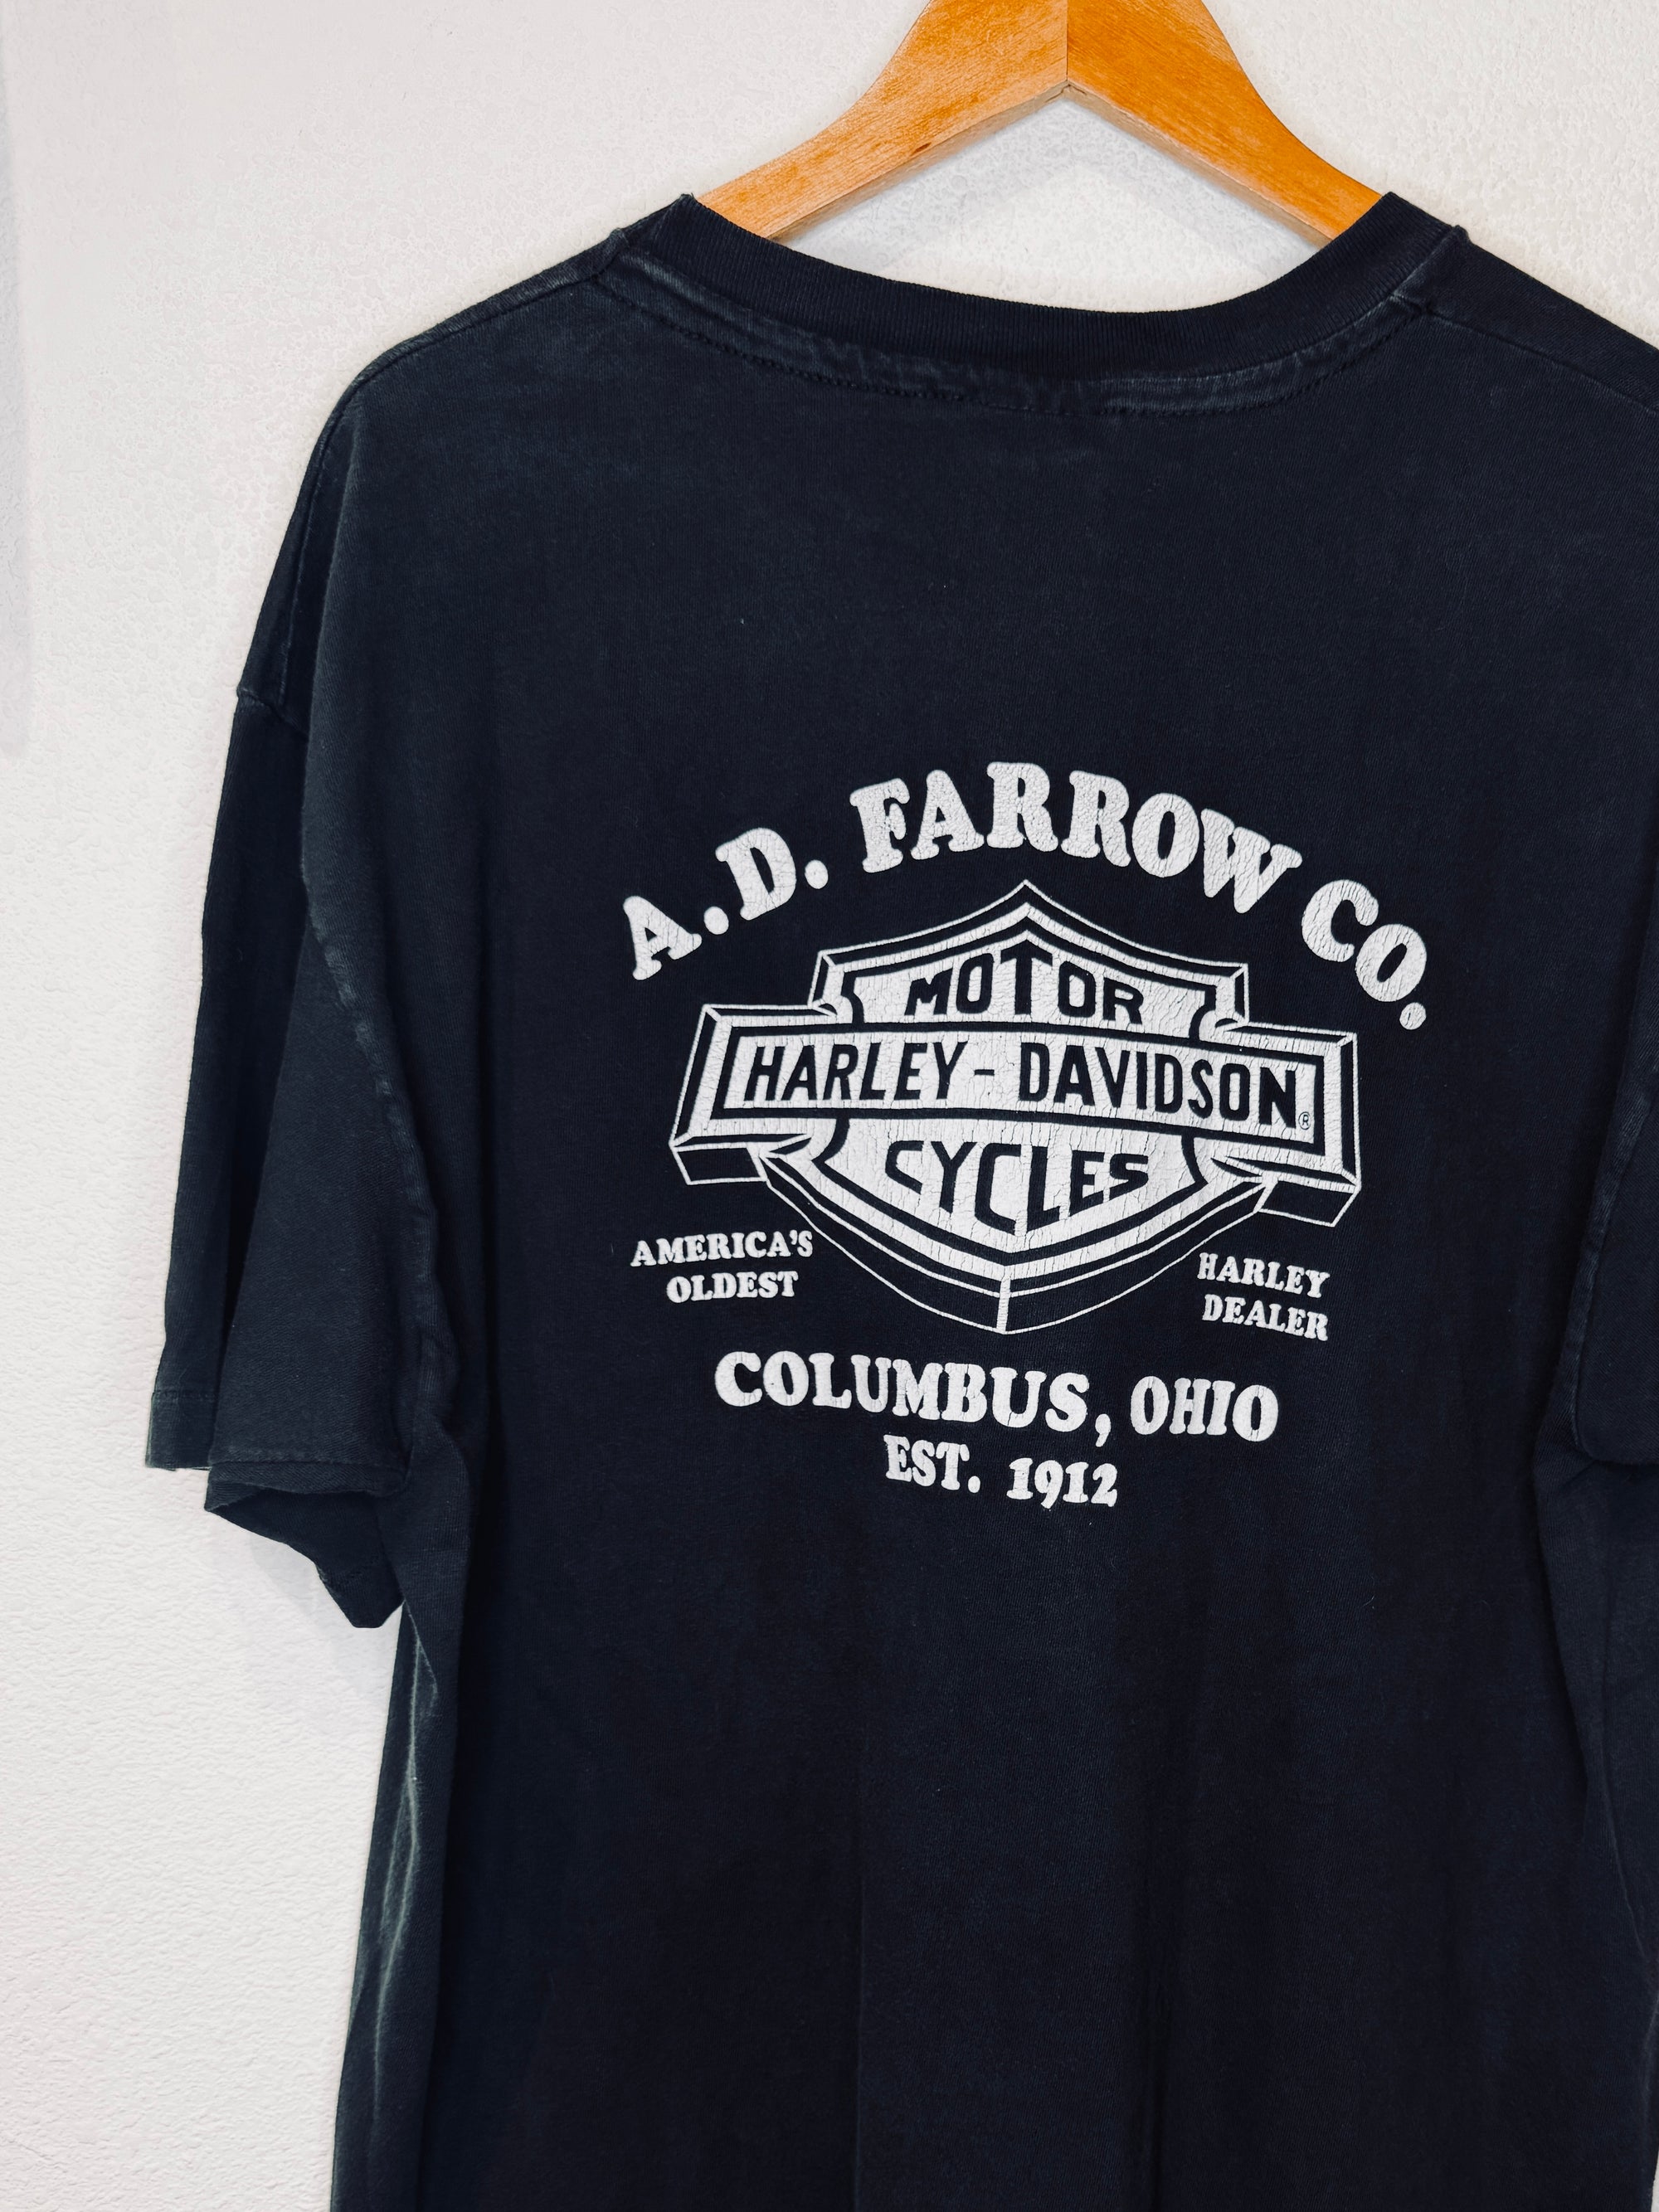 A.D. FARROW CO.
MOTOR
HARLEY-DAVIDSON®
CYCLES
AMERICA'S
OLDEST
HARLEY
DEALER
COLUMBUS, OHIO
EST. 1912